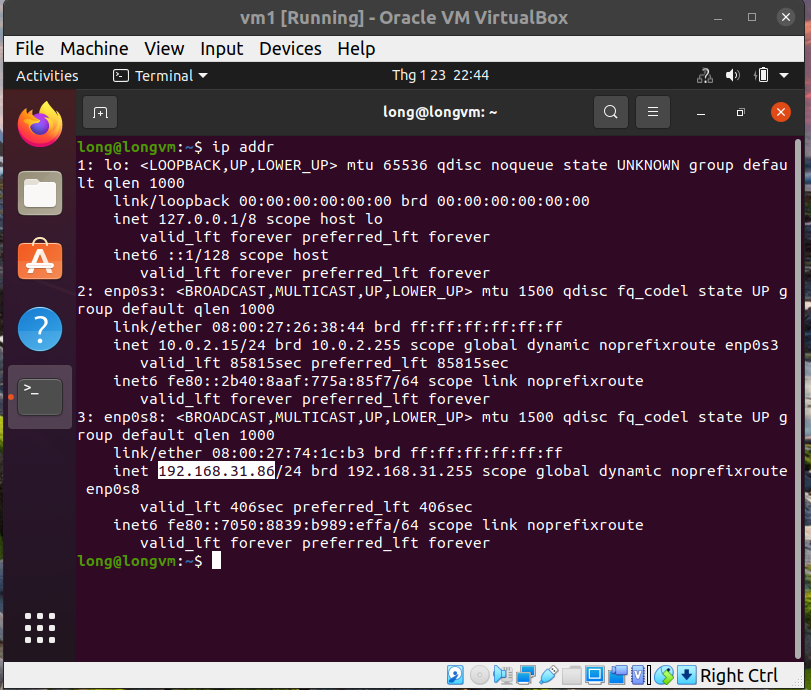 vm1 [Running] - Oracle VM VirtualBox
File Machine View Input Devices Help
Activities Terminal Thg 1 23 22:44
long@longvm: ~
long@longvm:~$ ip addr
1: lo: <LOOPBACK,UP,LOWER_UP> mtu 65536 qdisc noqueue state UNKNOWN group defau
lt qlen 1000
link/loopback 00:00:00:00:00:00 brd 00:00:00:00:00:00
inet 127.0.0.1/8 scope host lo
valid_lft forever preferred_lft forever
inet6 ::1/128 scope host
valid_lft forever preferred_lft forever
2: enp0s3: <BROADCAST,MULTICAST,UP,LOWER_UP> mtu 1500 qdisc fq_codel state UP g
roup default qlen 1000
link/ether 08:00:27:26:38:44 brd ff:ff:ff:ff:ff:ff
inet 10.0.2.15/24 brd 10.0.2.255 scope global dynamic noprefixroute enp0s3
valid_lft 85815sec preferred_lft 85815sec
inet6 fe80::2b40:8aaf:775a:85f7/64 scope link noprefixroute
valid_lft forever preferred_lft forever
3: enp0s8: <BROADCAST,MULTICAST,UP,LOWER_UP> mtu 1500 qdisc fq_codel state UP g
roup default qlen 1000
link/ether 08:00:27:74:1c:b3 brd ff:ff:ff:ff:ff:ff
inet 192.168.31.86/24 brd 192.168.31.255 scope global dynamic noprefixroute
enp0s8
valid_lft 406sec preferred_lft 406sec
inet6 fe80::7050:8839:b989:effa/64 scope link noprefixroute
valid_lft forever preferred_lft forever
long@longvm:~$
Right Ctrl